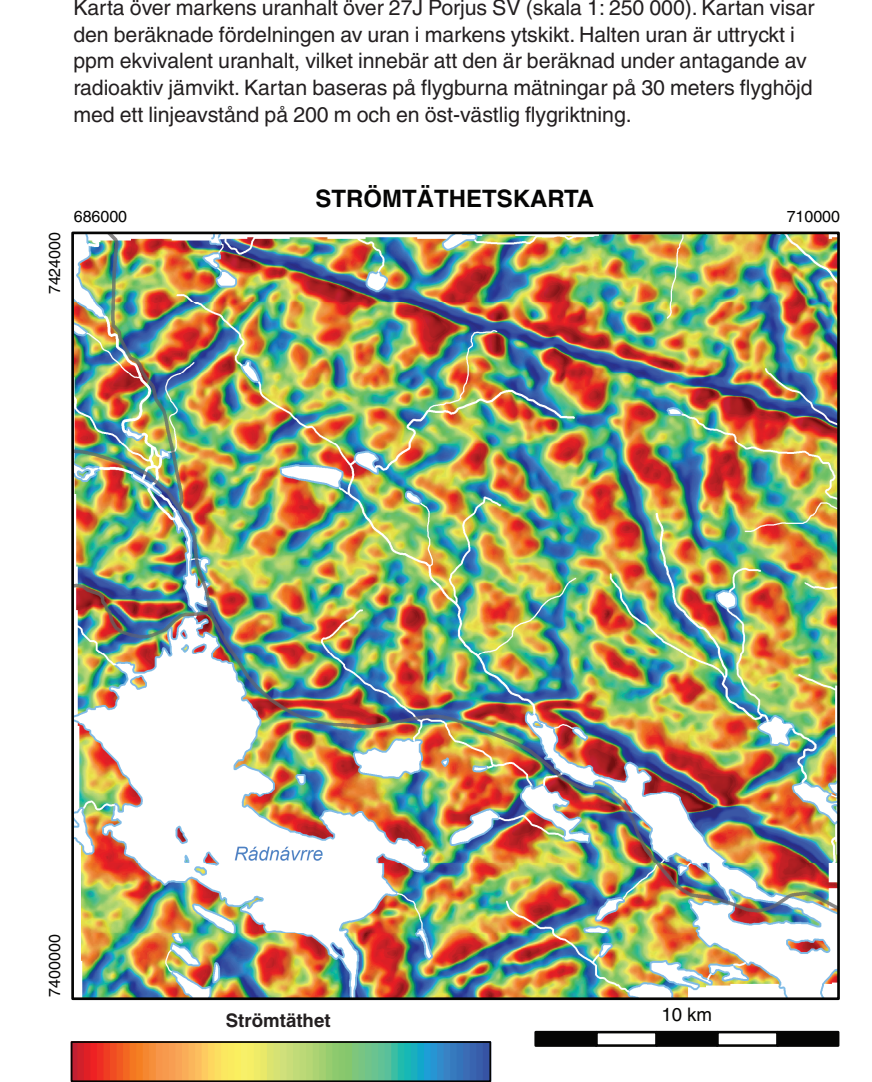 Karta över markens uranhalt över 27J Porjus SV (skala 1: 250 000). Kartan visar
den beräknade fördelningen av uran i markens ytskikt. Halten uran är uttryckt i
ppm ekvivalent uranhalt, vilket innebär att den är beräknad under antagande av
radioaktiv jämvikt. Kartan baseras på flygburna mätningar på 30 meters flyghöjd
med ett linjeavstånd på 200 m och en öst-västlig flygriktning.
STRÖMTÄTHETSKARTA
686000 710000
7424000
Rádnávrre
7400000
Strömtäthet
10 km